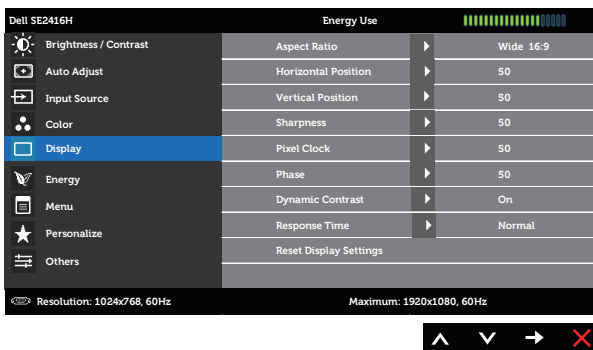 Dell SE2416H Energy Use
Brightness / Contrast Aspect Ratio Wide 16:9
Auto Adjust Horizontal Position 50
Input Source Vertical Position 50
Color Sharpness 50
Display Pixel Clock 50
Energy Phase 50
Menu Dynamic Contrast On
Personalize Response Time Normal
Others Reset Display Settings
Resolution: 1024x768, 60Hz Maximum: 1920x1080, 60Hz